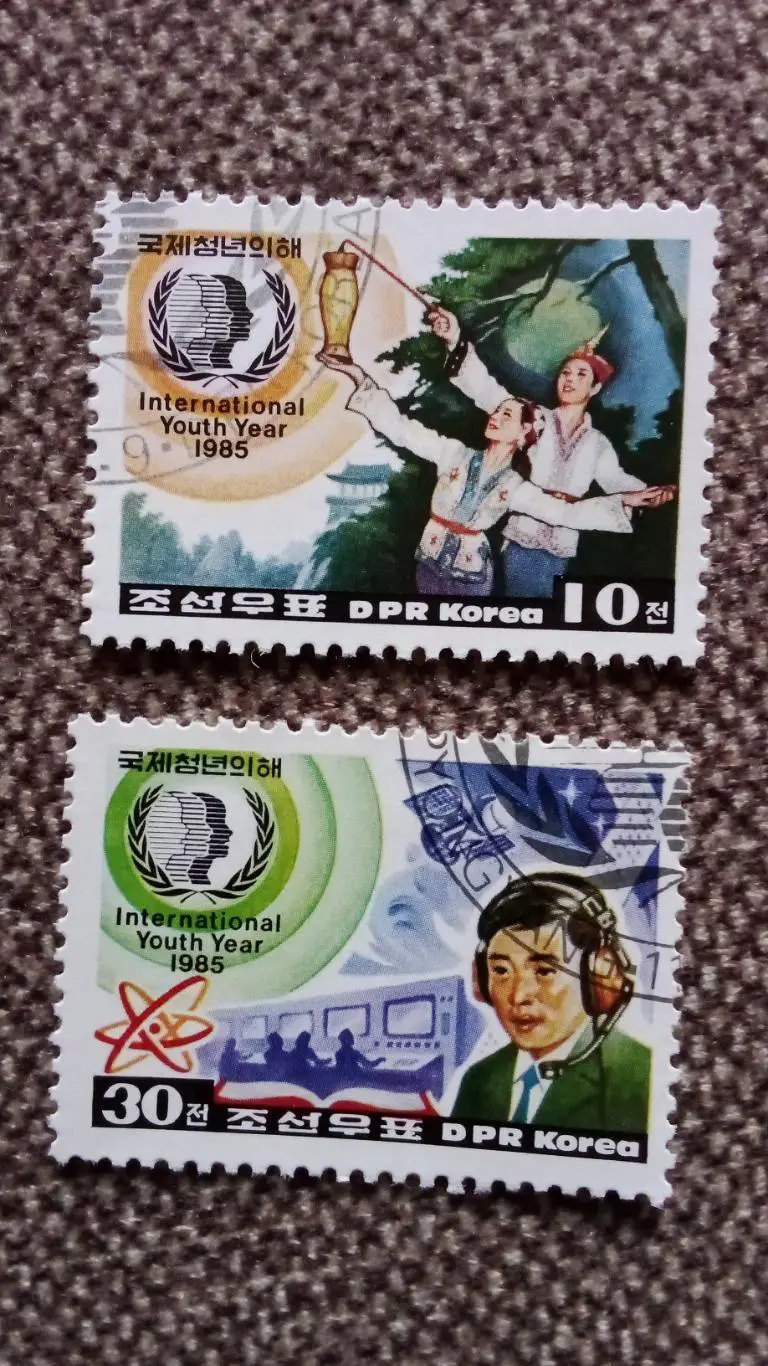 국제청년의해
International
Youth Year
1985
조선우표 DPR Korea 10전
국제청년의해
International
Youth Year
1985
30전 조선우표 DPR Korea